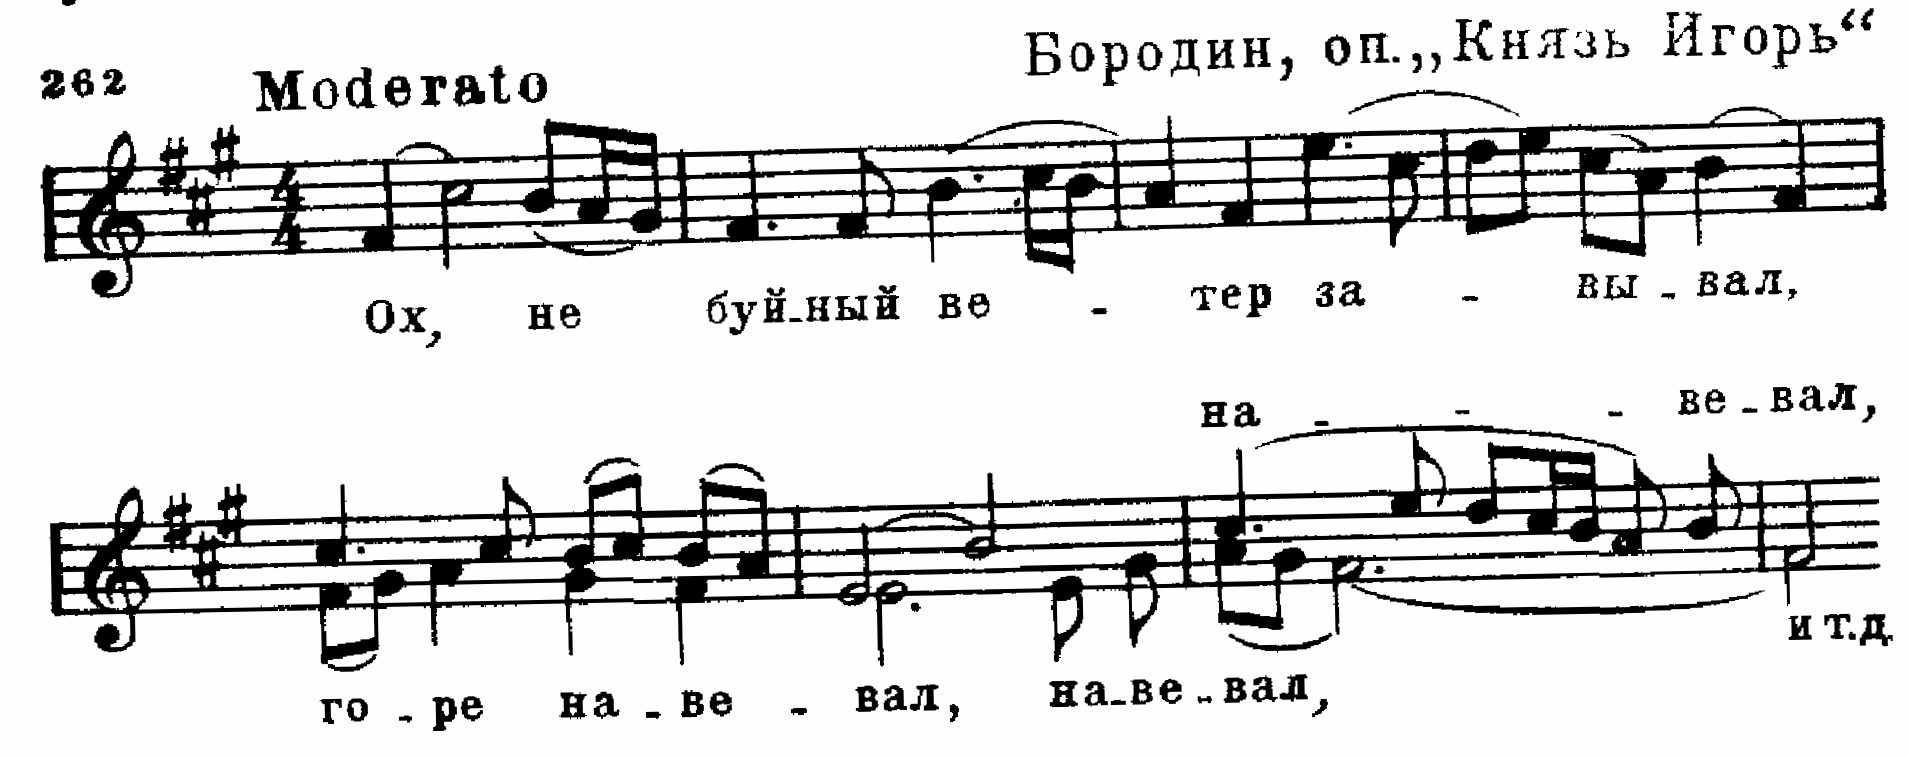 Бородин, оп. „Князь Игорь“
262 Moderato
4
4
Ох, не буй-ный ве - тер за - вы - вал,
на - - - ве - вал,
го - ре на - ве - вал, на-ве-вал,
и т.д.